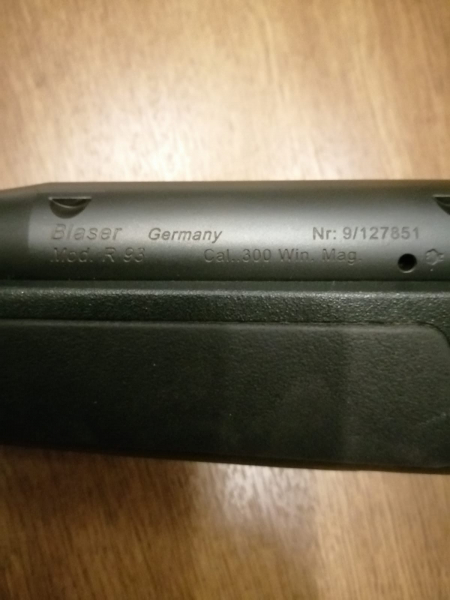 Blaser Germany Nr: 9/127851
Mod. R 93 Cal. 300 Win. Mag.